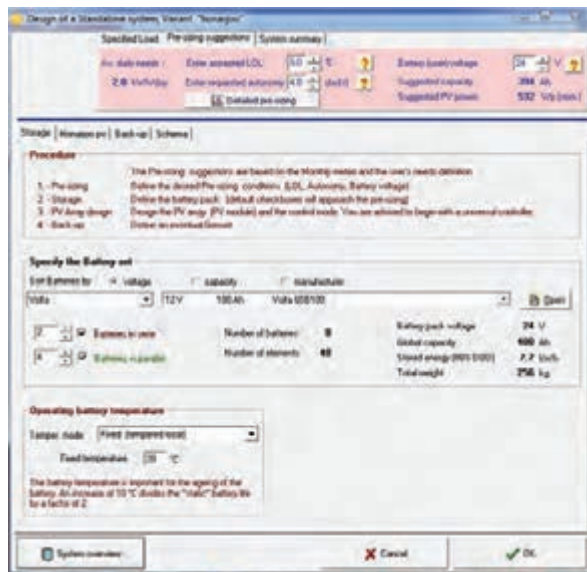 Design of a Standalone system, Variant
Specified Load Pre-sizing suggestions System summary
Av. daily needs : Enter accepted LOL 5.0 % ? Battery (user) voltage 24 V ?
2.0 kWh/day Enter requested autonomy 4.0 day(s) ? Suggested capacity Ah
Detailed pre-sizing Suggested PV power 532 Wp (nom.)
Storage Back-up Schema
Procedure
The Pre-sizing suggestions are based on the Monthly meteo and the user's needs definition
1. - Pre-sizing Define the desired Pre-sizing conditions (LOL, Autonomy, Battery voltage)
2. - Storage Define the battery pack (default checkboxes will approach the pre-sizing)
3. - PV Array design Design the PV array (PV module) and the control mode. You are advised to begin with a universal controller.
4. - Back-up Define an eventual Genset
Specify the Battery set
Sort Batteries by voltage capacity manufacturer
Volta 12 V 100 Ah Volta Open
2 Batteries in serie Number of batteries 8 Battery pack voltage 24 V
4 Batteries in parallel Number of elements 48 Global capacity 400 Ah
Stored energy (80% DOD) 7.7 kWh
Total weight 256 kg
Operating battery temperature
Temper. mode Fixed (tempered local)
Fixed temperature 20 °C
The battery temperature is important for the ageing of the
battery. An increase of 10 °C divides the "static" battery life
by a factor of 2.
System overview Cancel OK